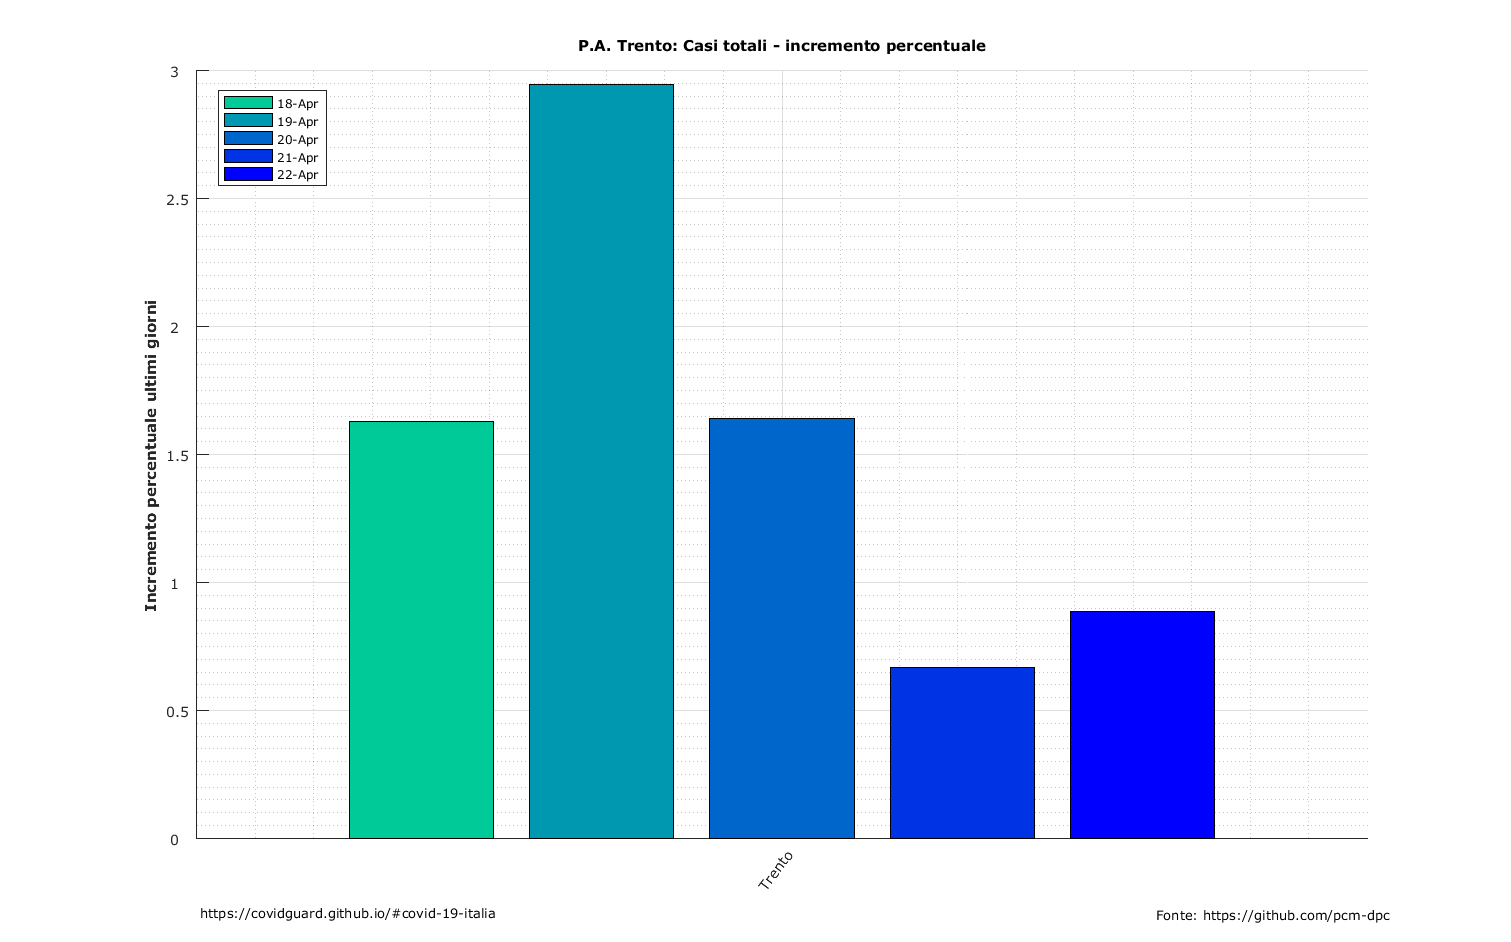 P.A. Trento: Casi totali - incremento percentuale
3
2.5
2
1.5
1
0.5
0
Incremento percentuale ultimi giorni
18-Apr
19-Apr
20-Apr
21-Apr
22-Apr
Trento
https://covidguard.github.io/#covid-19-italia
Fonte: https://github.com/pcm-dpc